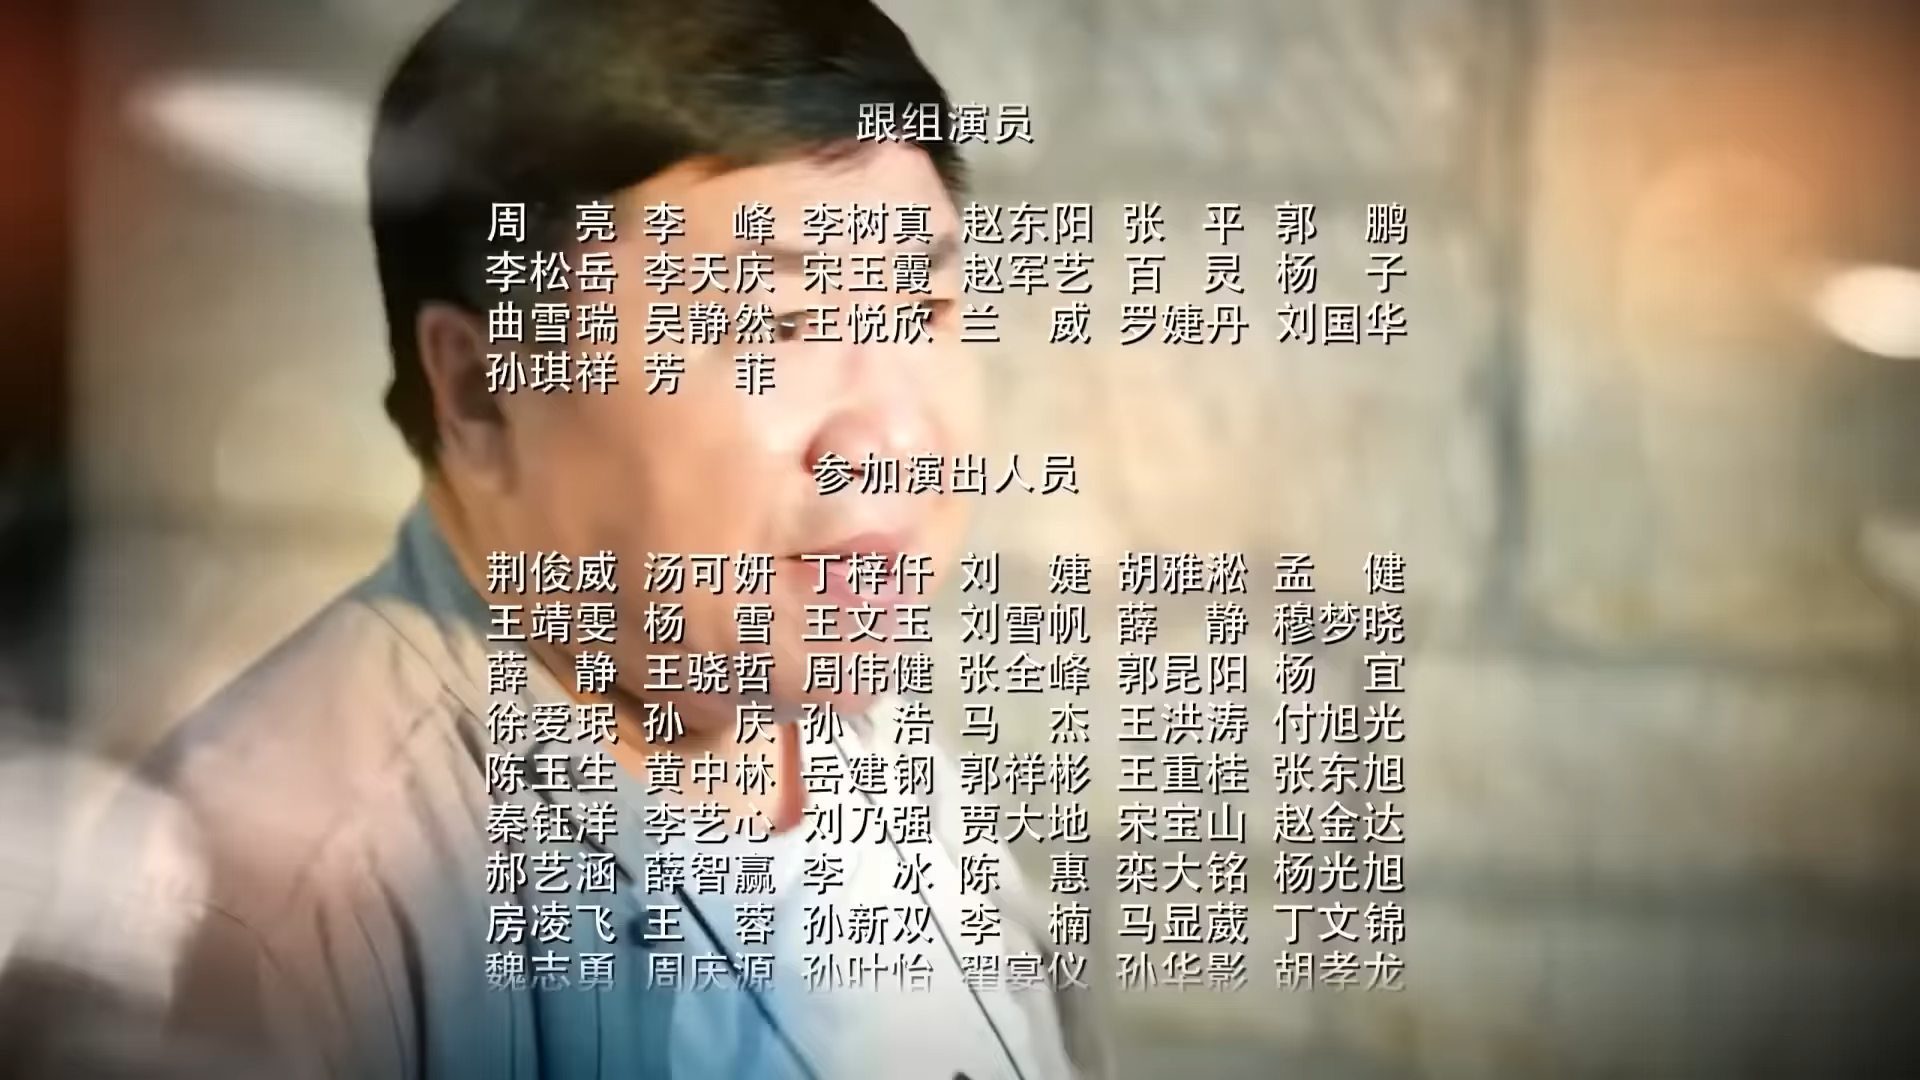 跟组演员
周　亮 李　峰 李树真 赵东阳 张　平 郭　鹏
李松岳 李天庆 宋玉霞 赵军艺 百　灵 杨　子
曲雪瑞 吴静然 王悦欣 兰　威 罗婕丹 刘国华
孙琪祥 芳　菲
参加演出人员
荆俊威 汤可妍 丁梓仟 刘　婕 胡雅淞 孟　健
王靖雯 杨　雪 王文玉 刘雪帆 薛　静 穆梦晓
薛　静 王骁哲 周伟健 张全峰 郭昆阳 杨　宜
徐爱珉 孙　庆 孙　浩 马　杰 王洪涛 付旭光
陈玉生 黄中林 岳建钢 郭祥彬 王重桂 张东旭
秦钰洋 李艺心 刘乃强 贾大地 宋宝山 赵金达
郝艺涵 薛智赢 李　冰 陈　惠 栾大铭 杨光旭
房凌飞 王　蓉 孙新双 李　楠 马显葳 丁文锦
魏志勇 周庆源 孙叶怡 翟宴仪 孙华影 胡孝龙